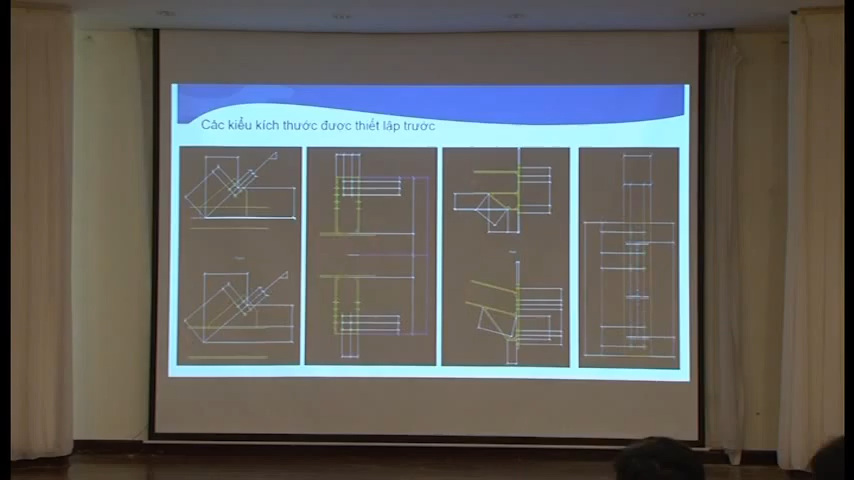 Các kiểu kích thước được thiết lập trước